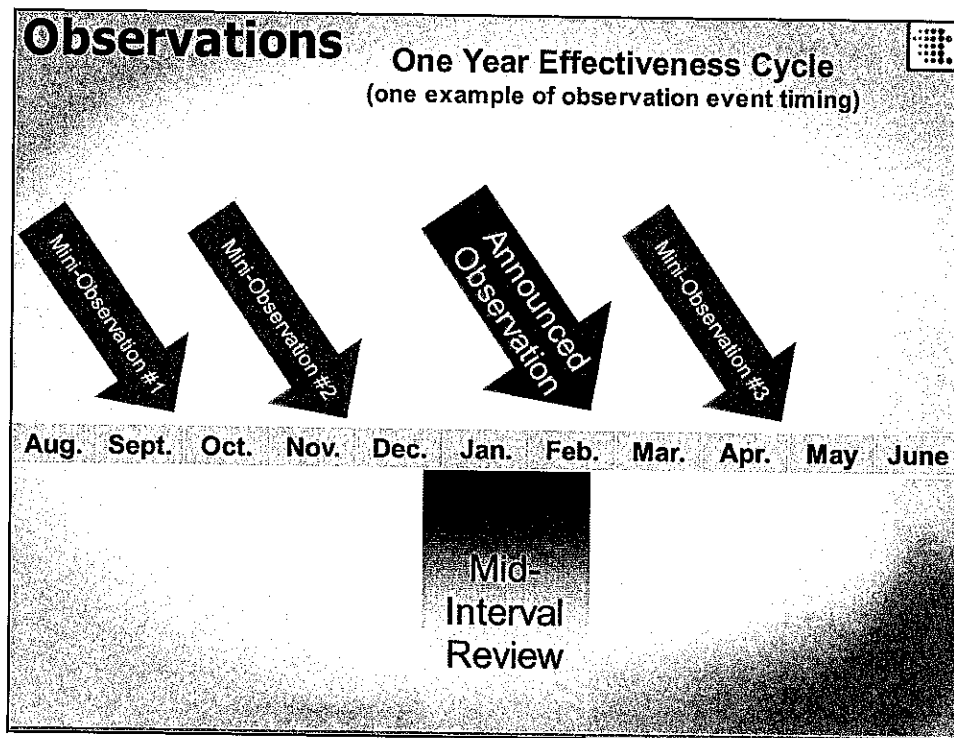 Observations
One Year Effectiveness Cycle
(one example of observation event timing)
Mini-Observation #1
Mini-Observation #2
Announced
Observation
Mini-Observation #3
Aug. Sept. Oct. Nov. Dec. Jan. Feb. Mar. Apr. May June
Mid-
Interval
Review